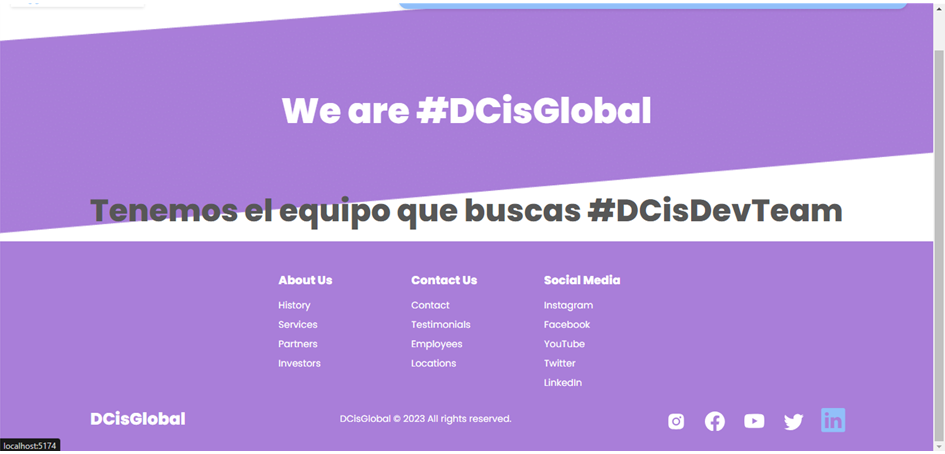 We are #DCisGlobal
Tenemos el equipo que buscas #DCisDevTeam
About Us
History
Services
Partners
Investors
Contact Us
Contact
Testimonials
Employees
Locations
Social Media
Instagram
Facebook
YouTube
Twitter
LinkedIn
DCisGlobal
DCisGlobal © 2023 All rights reserved.
in
localhost:5174